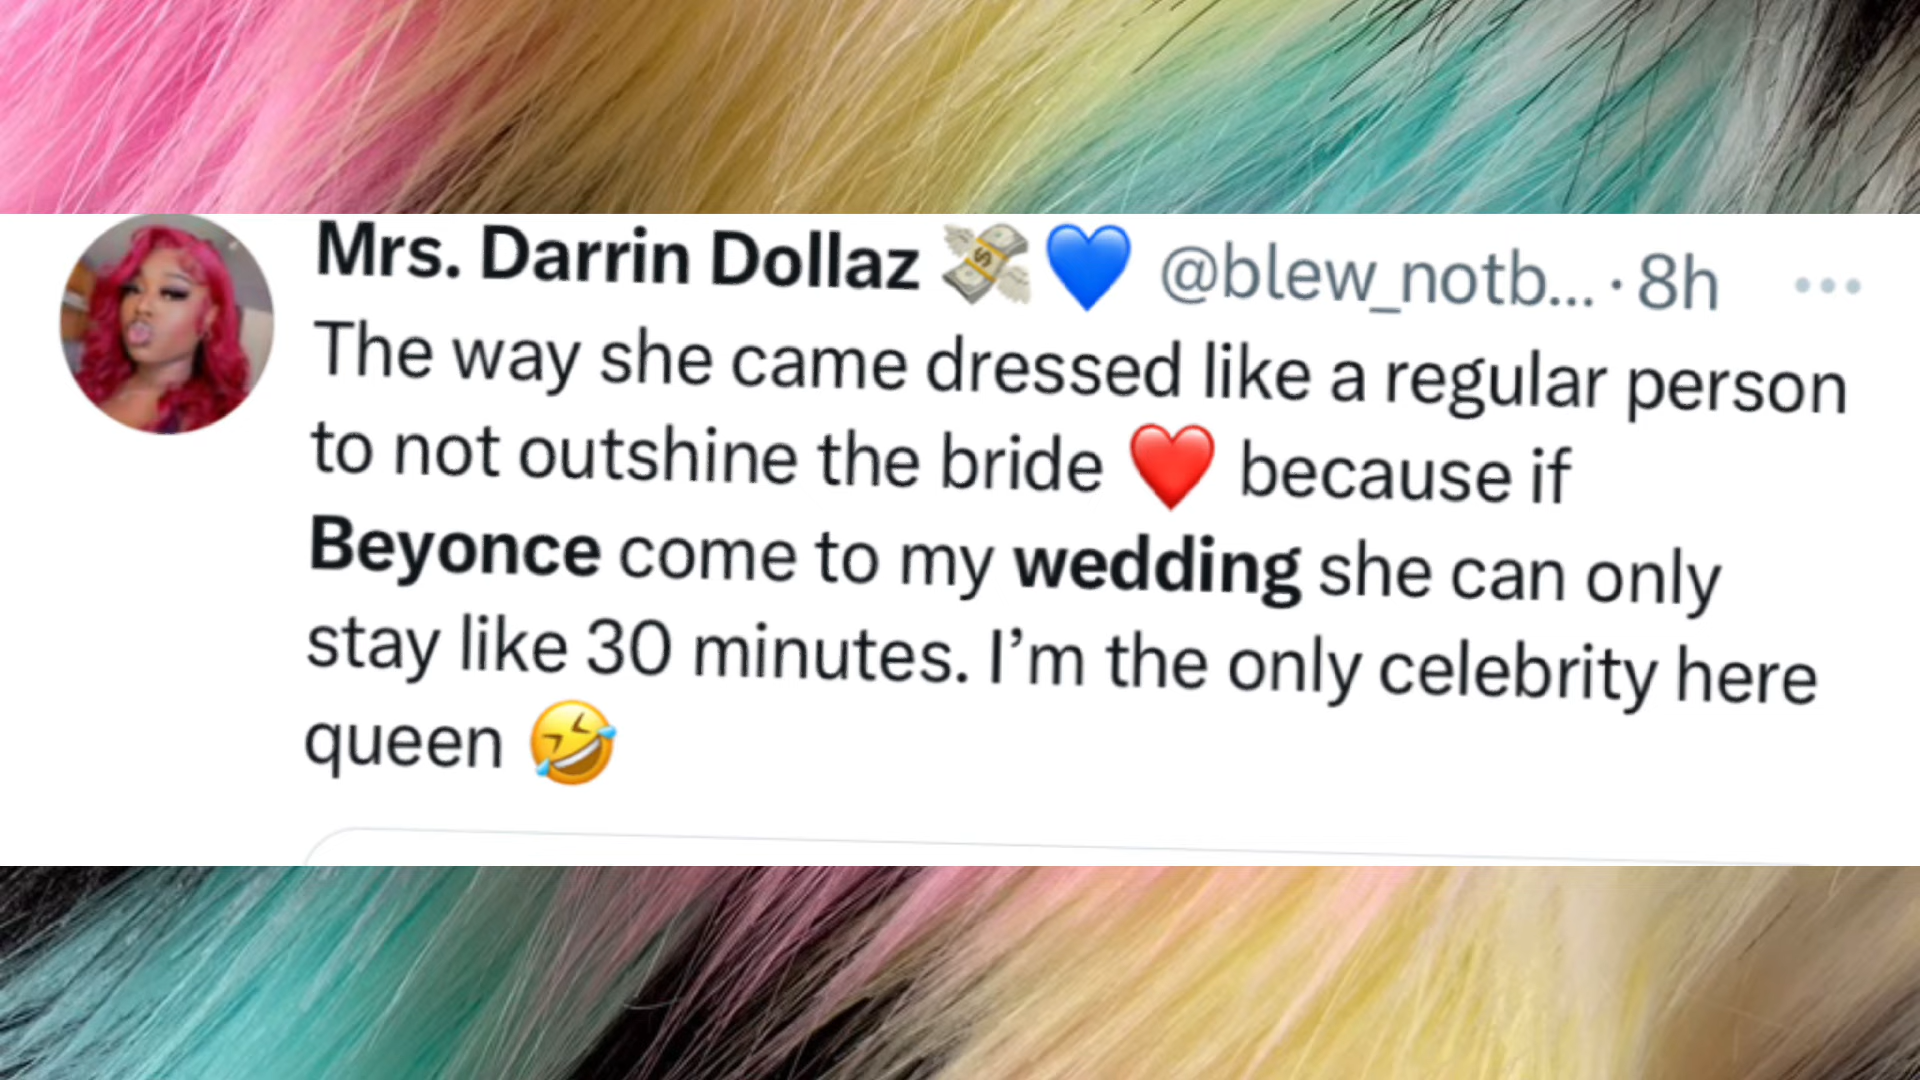 Mrs. Darrin Dollaz 💸💙 @blew_notb... · 8h
The way she came dressed like a regular person
to not outshine the bride ❤️ because if
Beyonce come to my wedding she can only
stay like 30 minutes. I’m the only celebrity here
queen 🤣